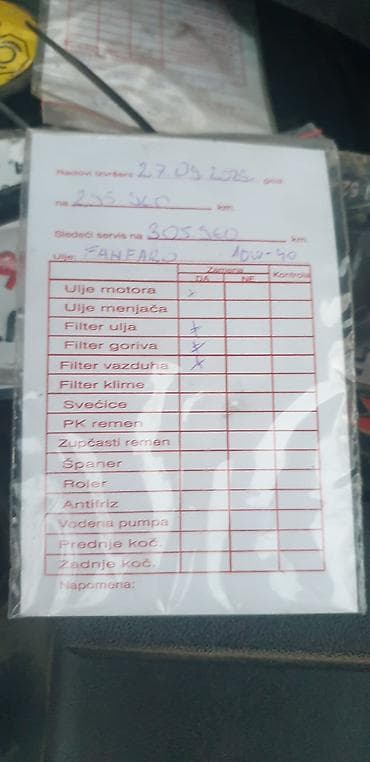 Radovi izvršeni 27.09.2025 god.
na 295 560 km.
Sledeći servis na 305 560 km.
Ulje: FANFARO 10W-40
Zamena Kontrola
DA NE
Ulje motora x
Ulje menjača
Filter ulja x
Filter goriva x
Filter vazduha x
Filter klime
Svećice
PK remen
Zupčasti remen
Španer
Roler
Antifriz
Vodena pumpa
Prednje koč.
Zadnje koč.
Napomena: